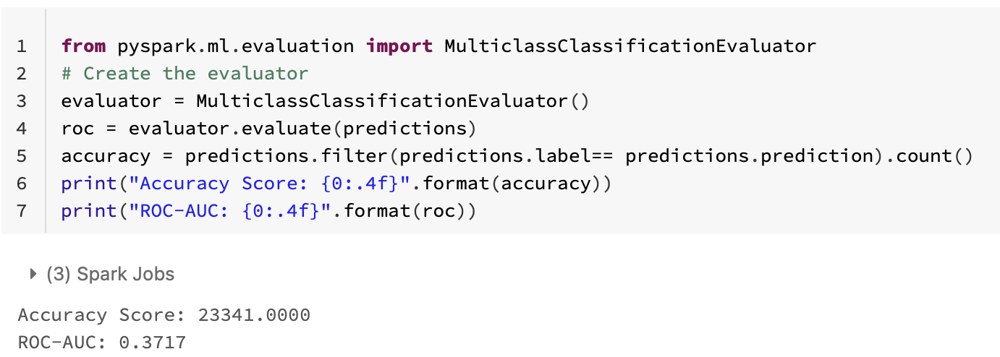 1 from pyspark.ml.evaluation import MulticlassClassificationEvaluator
2 # Create the evaluator
3 evaluator = MulticlassClassificationEvaluator()
4 roc = evaluator.evaluate(predictions)
5 accuracy = predictions.filter(predictions.label== predictions.prediction).count()
6 print("Accuracy Score: {0:.4f}".format(accuracy))
7 print("ROC-AUC: {0:.4f}".format(roc))
(3) Spark Jobs
Accuracy Score: 23341.0000
ROC-AUC: 0.3717